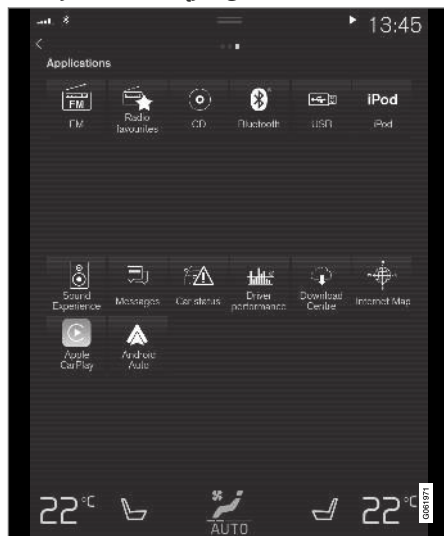 13:45
Applications
FM
iPod
FM
Radio favourites
CD
Bluetooth
USB
iPod
Sound Experience
Messages
Car status
Driver performance
Download Centre
Internet Map
Apple CarPlay
Android Auto
22°C
AUTO
22°C
G061971